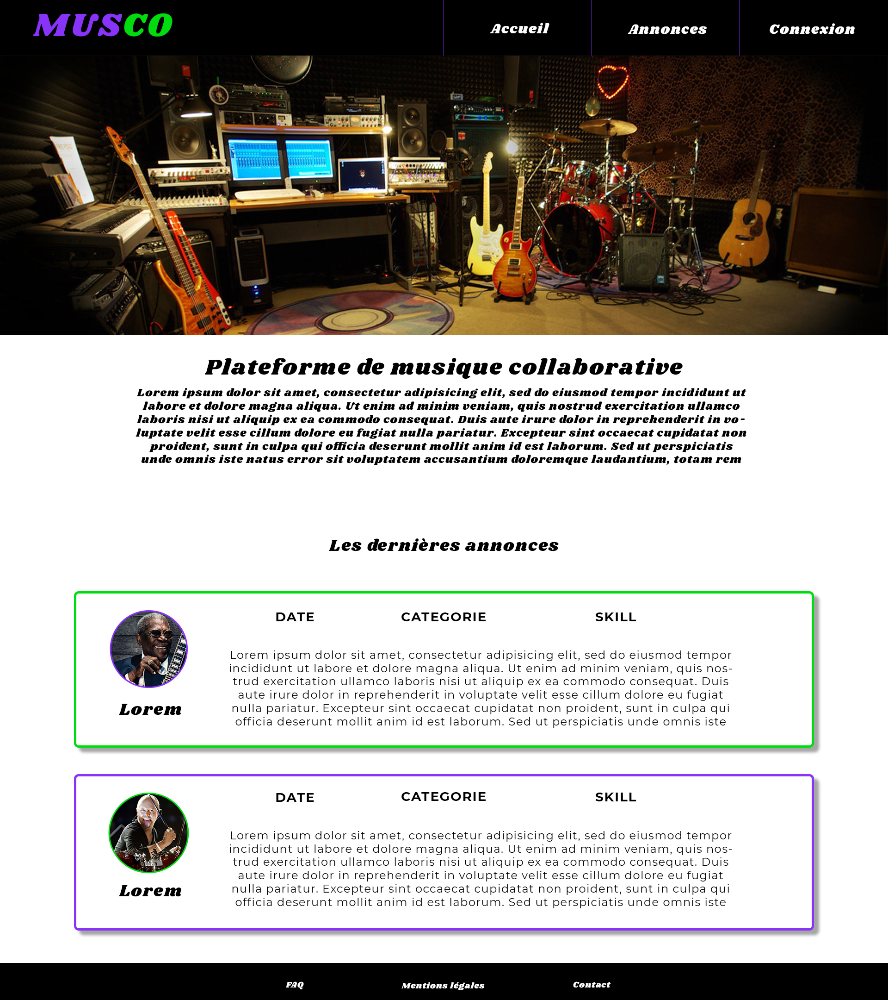 MUSCO
Accueil
Annonces
Connexion
Plateforme de musique collaborative
Lorem ipsum dolor sit amet, consectetur adipisicing elit, sed do eiusmod tempor incididunt ut
labore et dolore magna aliqua. Ut enim ad minim veniam, quis nostrud exercitation ullamco
laboris nisi ut aliquip ex ea commodo consequat. Duis aute irure dolor in reprehenderit in vo-
luptate velit esse cillum dolore eu fugiat nulla pariatur. Excepteur sint occaecat cupidatat non
proident, sunt in culpa qui officia deserunt mollit anim id est laborum. Sed ut perspiciatis
unde omnis iste natus error sit voluptatem accusantium doloremque laudantium, totam rem
Les dernières annonces
DATE
CATEGORIE
SKILL
Lorem ipsum dolor sit amet, consectetur adipisicing elit, sed do eiusmod tempor
incididunt ut labore et dolore magna aliqua. Ut enim ad minim veniam, quis nos-
trud exercitation ullamco laboris nisi ut aliquip ex ea commodo consequat. Duis
aute irure dolor in reprehenderit in voluptate velit esse cillum dolore eu fugiat
nulla pariatur. Excepteur sint occaecat cupidatat non proident, sunt in culpa qui
officia deserunt mollit anim id est laborum. Sed ut perspiciatis unde omnis iste
Lorem
DATE
CATEGORIE
SKILL
Lorem ipsum dolor sit amet, consectetur adipisicing elit, sed do eiusmod tempor
incididunt ut labore et dolore magna aliqua. Ut enim ad minim veniam, quis nos-
trud exercitation ullamco laboris nisi ut aliquip ex ea commodo consequat. Duis
aute irure dolor in reprehenderit in voluptate velit esse cillum dolore eu fugiat
nulla pariatur. Excepteur sint occaecat cupidatat non proident, sunt in culpa qui
officia deserunt mollit anim id est laborum. Sed ut perspiciatis unde omnis iste
Lorem
FAQ
Mentions légales
Contact